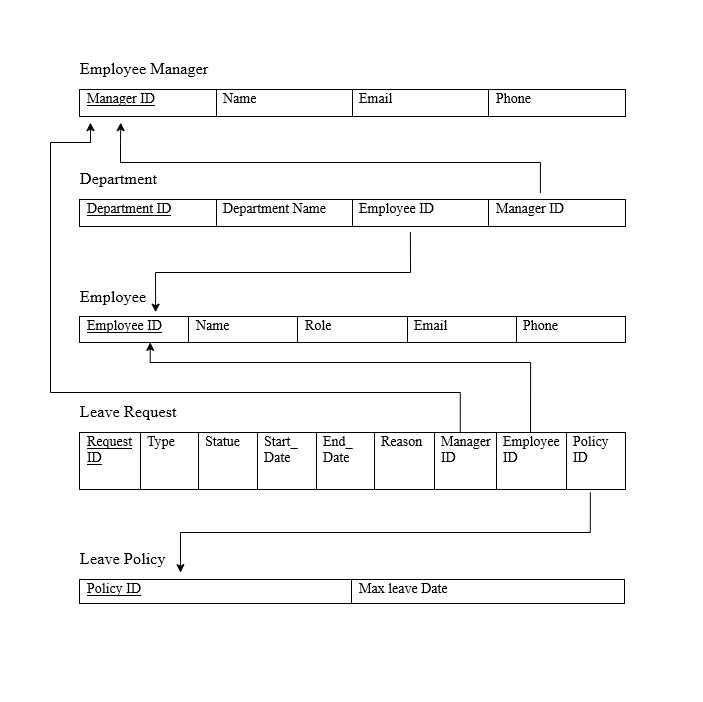 Employee Manager
Manager ID Name Email Phone
Department
Department ID Department Name Employee ID Manager ID
Employee
Employee ID Name Role Email Phone
Leave Request
Request Type Statue Start_ End_ Reason Manager Employee Policy
ID Date Date ID ID ID
Leave Policy
Policy ID Max leave Date